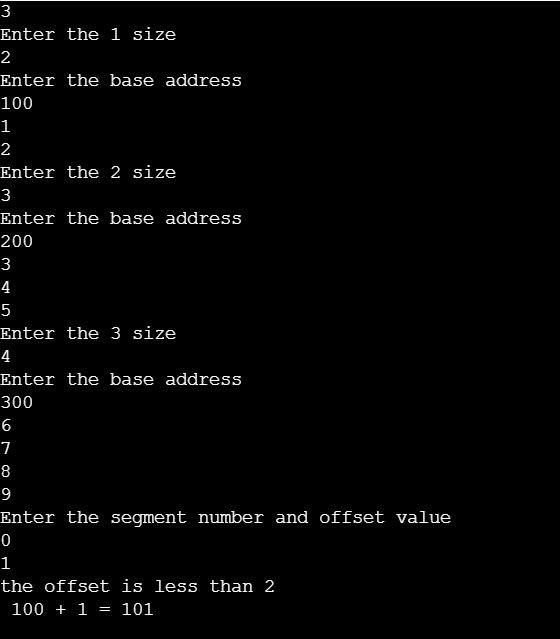 3
Enter the 1 size
2
Enter the base address
100
1
2
Enter the 2 size
3
Enter the base address
200
3
4
5
Enter the 3 size
4
Enter the base address
300
6
7
8
9
Enter the segment number and offset value
0
1
the offset is less than 2
 100 + 1 = 101